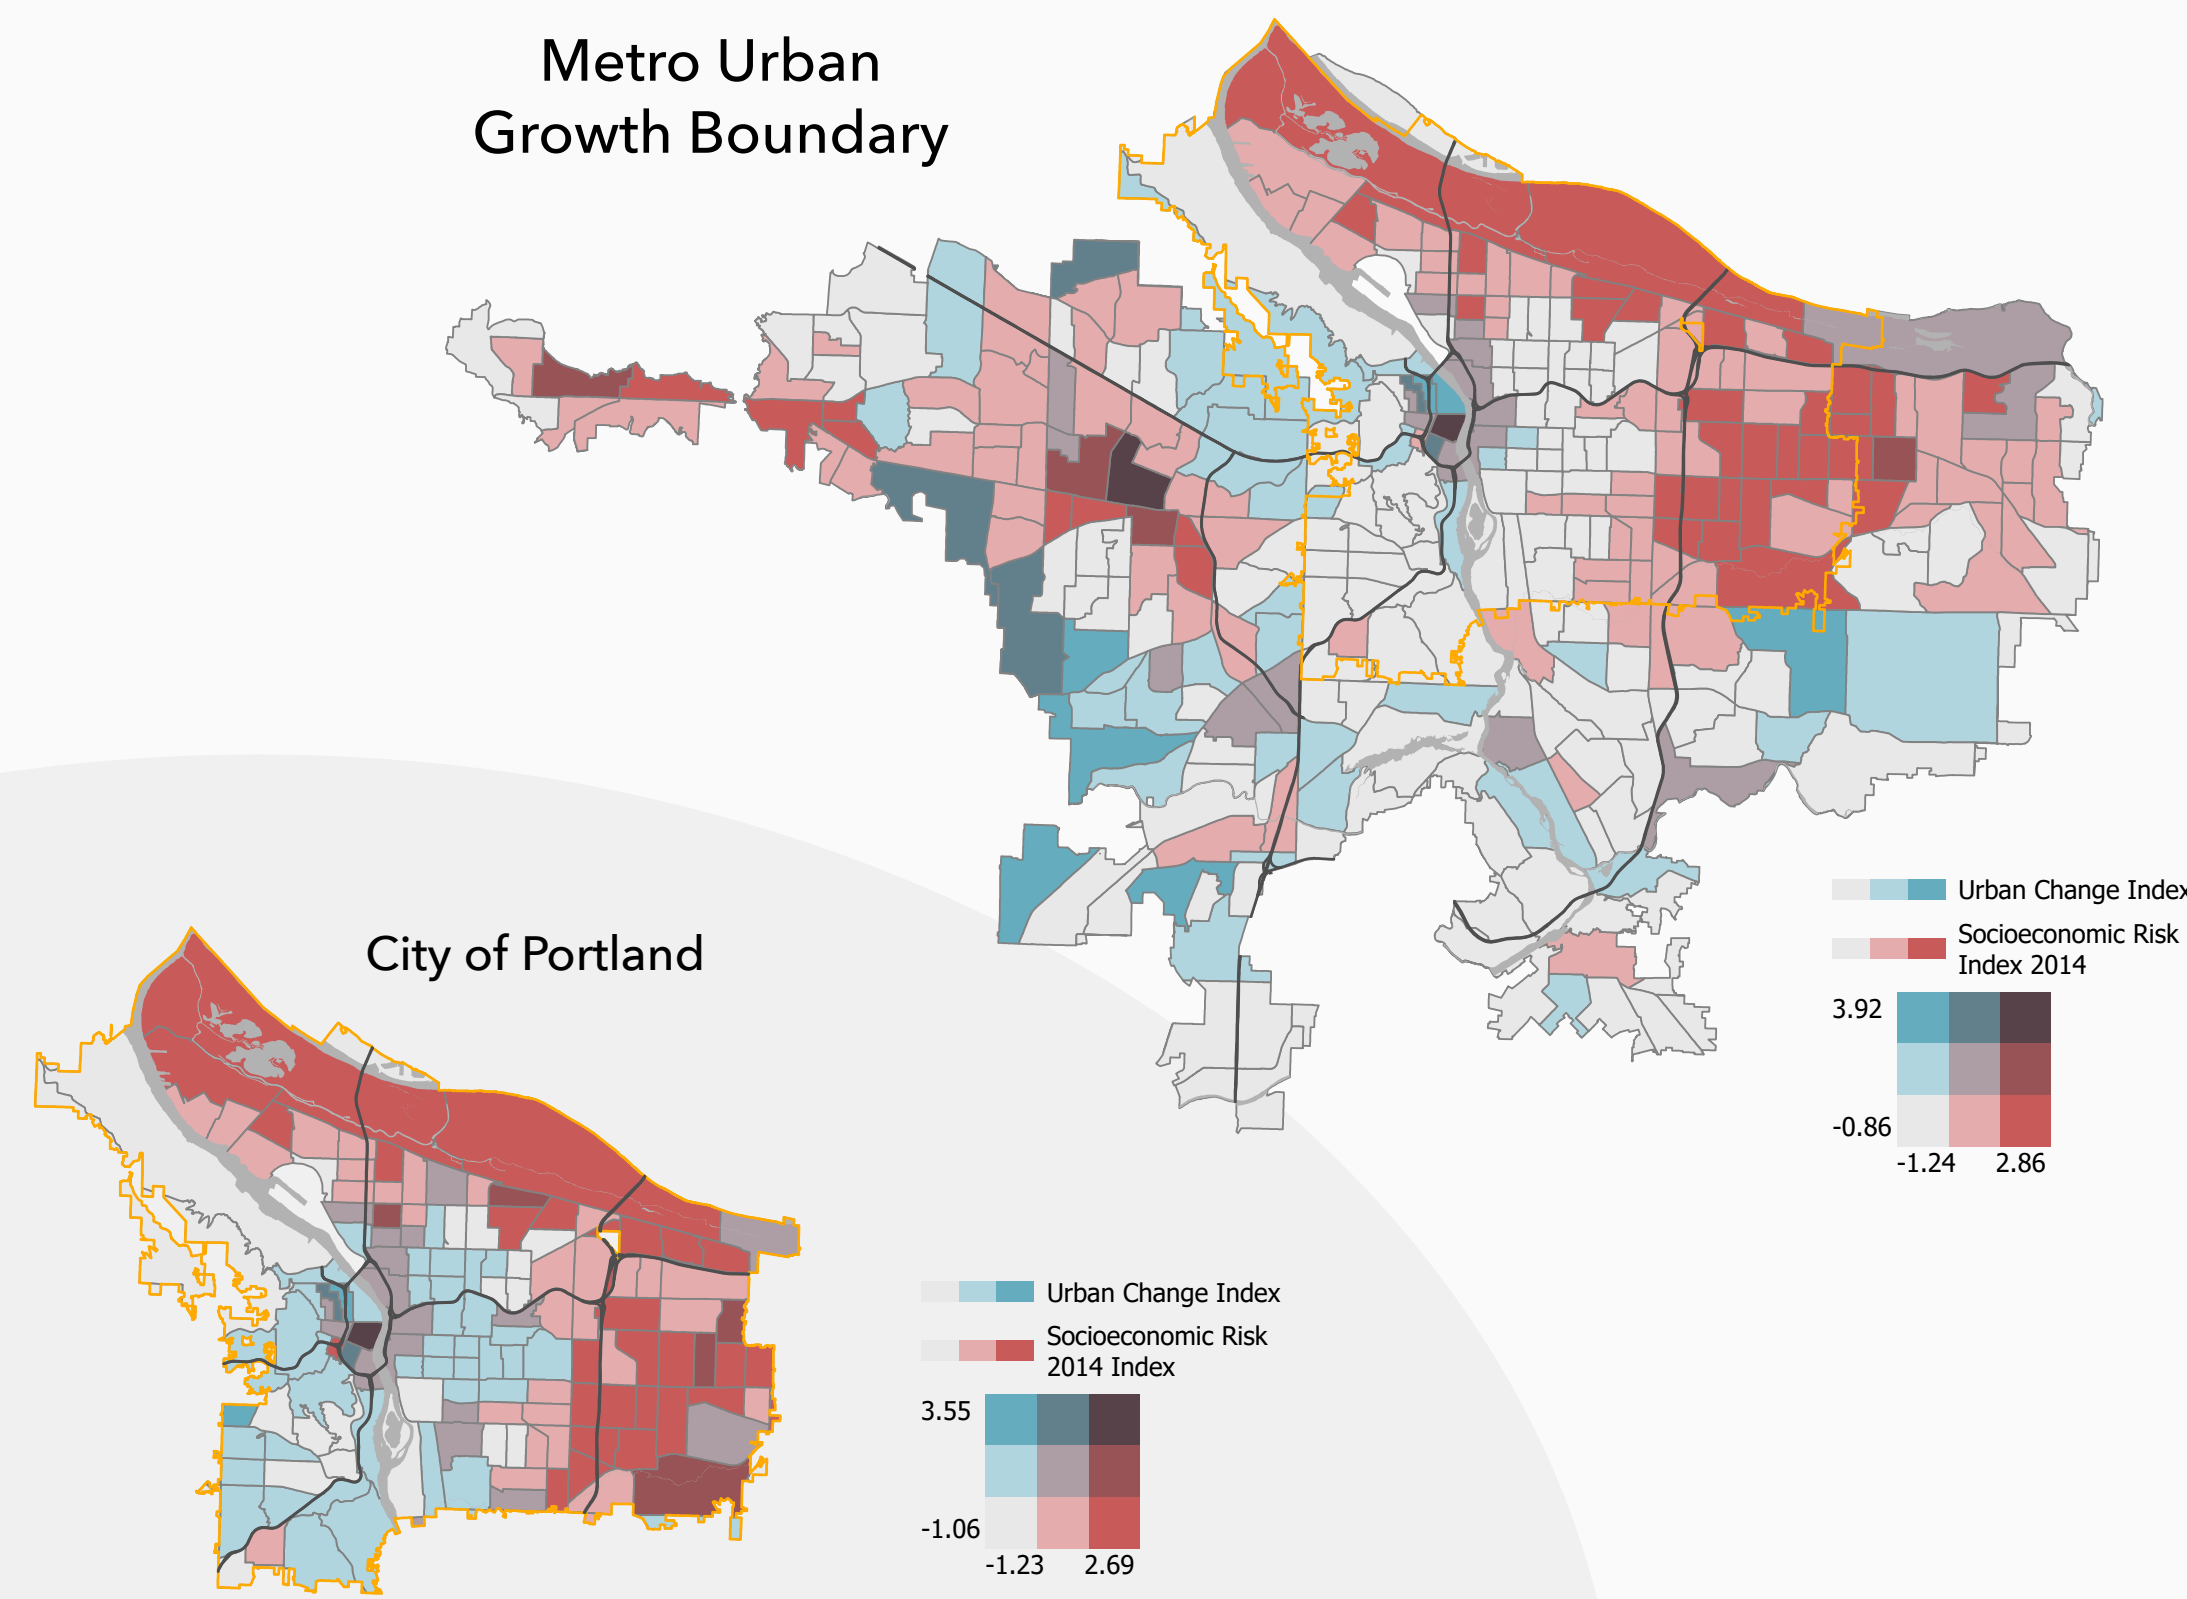 Metro Urban
Growth Boundary
Urban Change Index
Socioeconomic Risk
Index 2014
3.92
-0.86
-1.24 2.86
City of Portland
Urban Change Index
Socioeconomic Risk
2014 Index
3.55
-1.06
-1.23 2.69